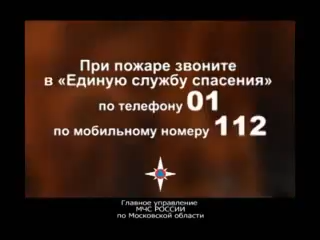 При пожаре звоните
в «Единую службу спасения»
по телефону 01
по мобильному номеру 112
Главное управление
МЧС РОССИИ
по Московской области